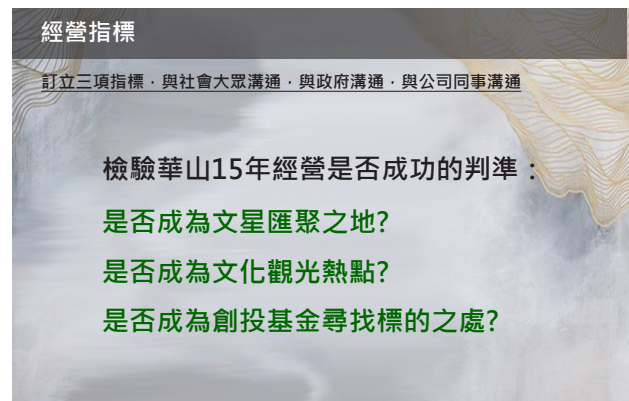 經營指標
訂立三項指標，與社會大眾溝通，與政府溝通，與公司同事溝通
檢驗華山15年經營是否成功的判準：
是否成為文星匯聚之地?
是否成為文化觀光熱點?
是否成為創投基金尋找標的之處?